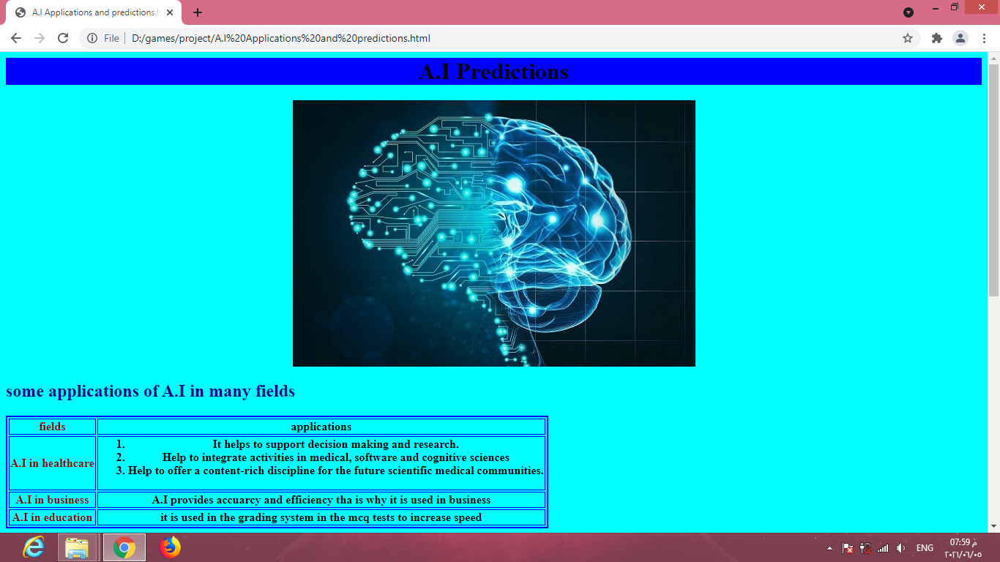 A.I Applications and predictions.h
File
D:/games/project/A.I%20Applications%20and%20predictions.html
A.I Predictions
some applications of A.I in many fields
fields applications
A.I in healthcare
1. It helps to support decision making and research.
2. Help to integrate activities in medical, software and cognitive sciences
3. Help to offer a content-rich discipline for the future scientific medical communities.
A.I in business A.I provides accuarcy and efficiency tha is why it is used in business
A.I in education it is used in the grading system in the mcq tests to increase speed
ENG
07:59 م
٢٠٢١/٠٦/٠٥